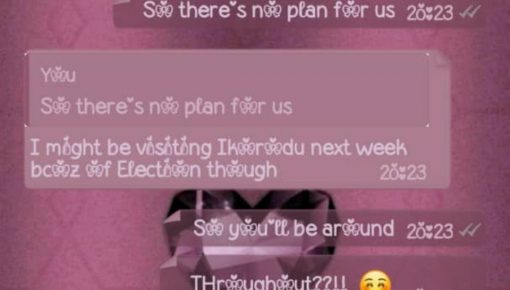 So there's no plan for us 20:23
You
So there's no plan for us
I might be visiting Ikorodu next week
bcoz of Election though
20:23
So you'll be around 20:23
THroughout??!! ☺️